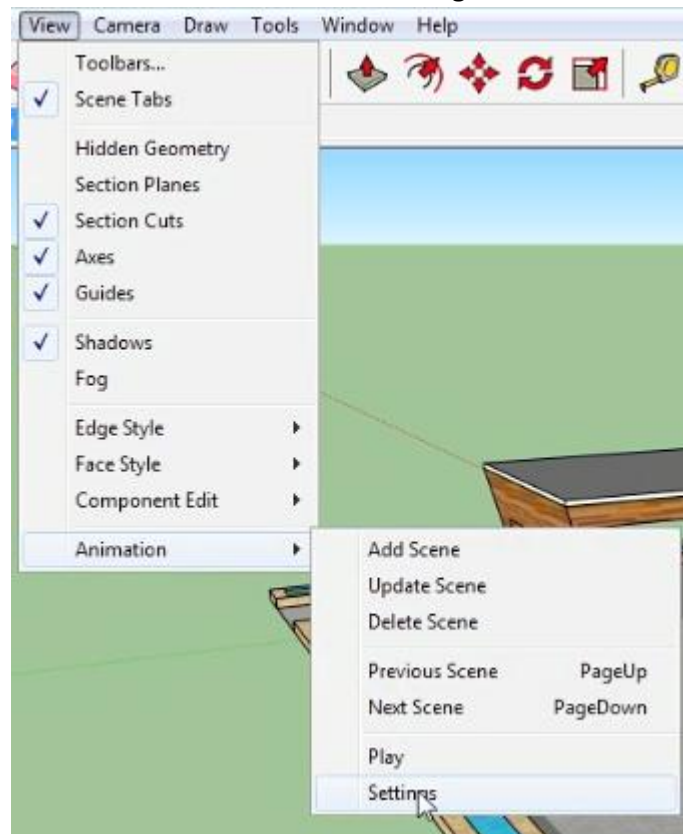 View Camera Draw Tools Window Help
Toolbars...
Scene Tabs
Hidden Geometry
Section Planes
Section Cuts
Axes
Guides
Shadows
Fog
Edge Style
Face Style
Component Edit
Animation
Add Scene
Update Scene
Delete Scene
Previous Scene PageUp
Next Scene PageDown
Play
Settings